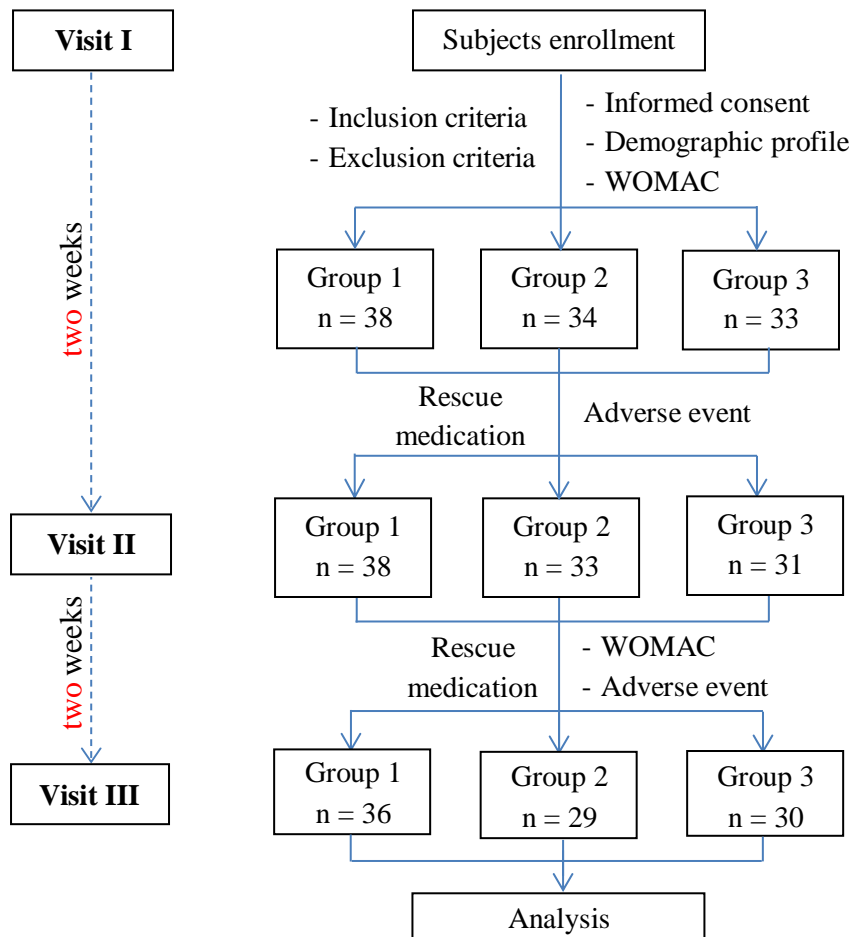 Visit I
Subjects enrollment
- Inclusion criteria
- Exclusion criteria
- Informed consent
- Demographic profile
- WOMAC
two weeks
Group 1
n = 38
Group 2
n = 34
Group 3
n = 33
Rescue
medication
Adverse event
Visit II
Group 1
n = 38
Group 2
n = 33
Group 3
n = 31
two weeks
Rescue
medication
- WOMAC
- Adverse event
Visit III
Group 1
n = 36
Group 2
n = 29
Group 3
n = 30
Analysis